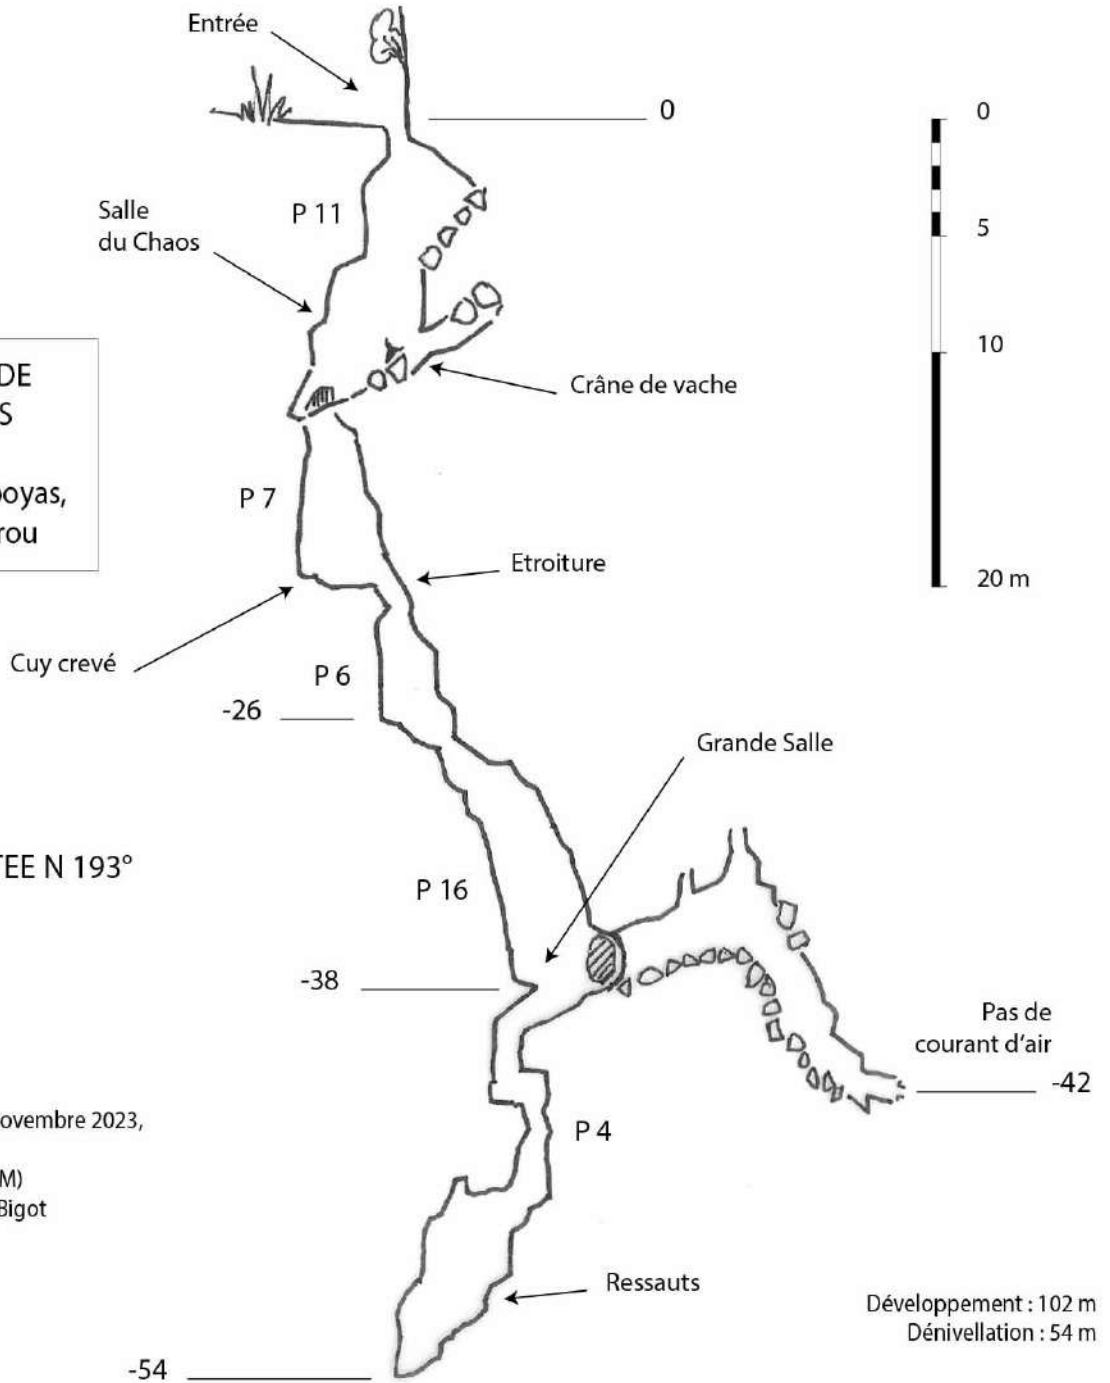 Entrée
0
0
Salle
du Chaos
P 11
5
10
DE
S
Crâne de vache
oyas,
rou
P 7
Etroiture
20 m
Cuy crevé
P 6
-26
Grande Salle
TEE N 193°
P 16
-38
Pas de
courant d'air
-42
ovembre 2023,
P 4
M)
Bigot
Ressauts
Développement : 102 m
Dénivellation : 54 m
-54